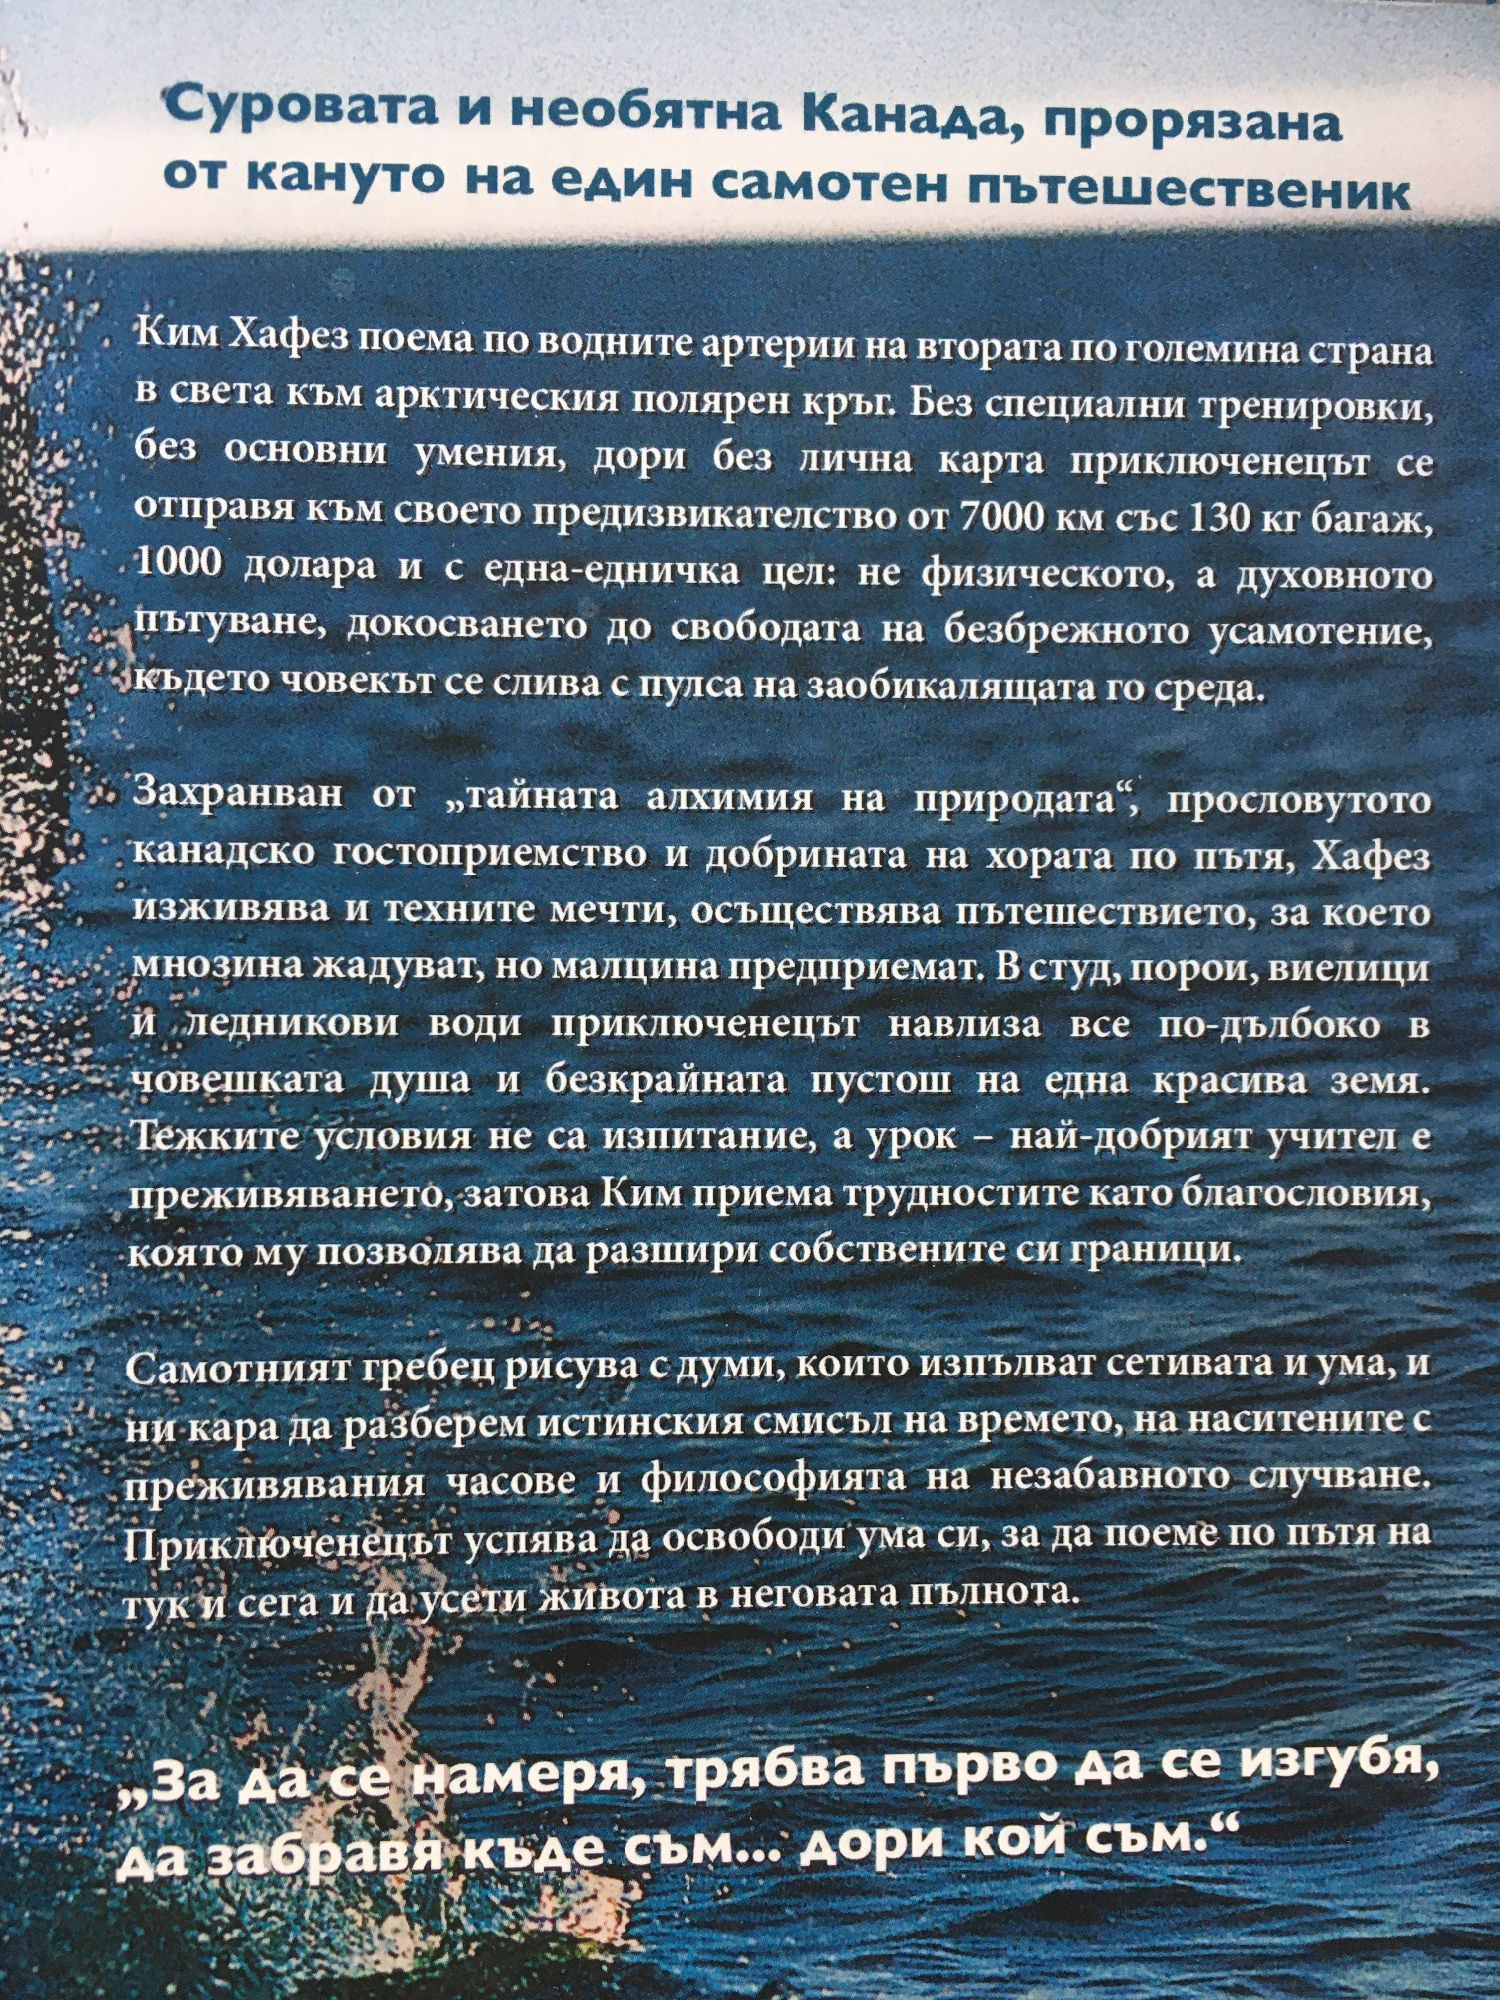 Суровата и необятна Канада, прорязана
от кануто на един самотен пътешественик
Ким Хафез поема по водните артерии на втората по големина страна
в света към арктическия полярен кръг. Без специални тренировки,
без основни умения, дори без лична карта приключенецът се
отправя към своето предизвикателство от 7000 км със 130 кг багаж,
1000 долара и с една-едничка цел: не физическото, а духовното
пътуване, докосването до свободата на безбрежното усамотение,
където човекът се слива с пулса на заобикалящата го среда.
Захранван от „тайната алхимия на природата“, прословутото
канадско гостоприемство и добрината на хората по пътя, Хафез
изживява и техните мечти, осъществява пътешествието, за което
мнозина жадуват, но малцина предприемат. В студ, порои, виелици
и ледникови води приключенецът навлиза все по-дълбоко в
човешката душа и безкрайната пустош на една красива земя.
Тежките условия не са изпитание, а урок – най-добрият учител е
преживяването, затова Ким приема трудностите като благословия,
която му позволява да разшири собствените си граници.
Самотният гребец рисува с думи, които изпълват сетивата и ума, и
ни кара да разберем истинския смисъл на времето, на наситените с
преживявания часове и философията на незабавното случване.
Приключенецът успява да освободи ума си, за да поеме по пътя на
тук и сега и да усети живота в неговата пълнота.
„За да се намеря, трябва първо да се изгубя,
да забравя къде съм... дори кой съм.“